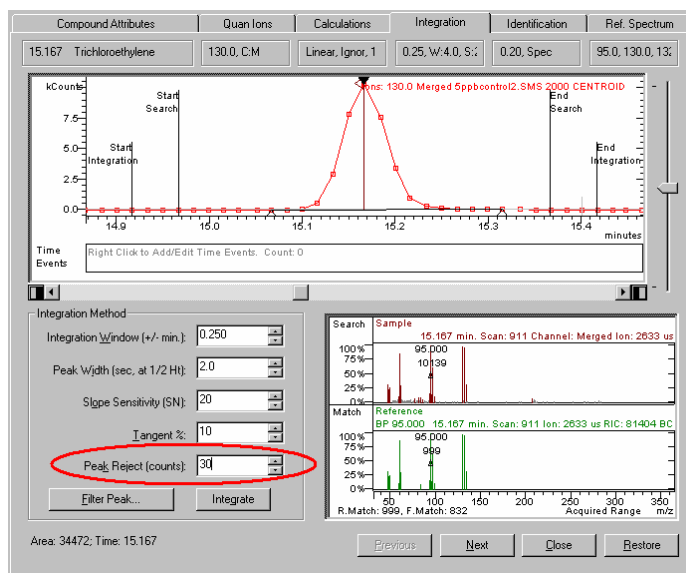 Compound Attributes Quan Ions Calculations Integration Identification Ref. Spectrum
15.167 Trichloroethylene 130.0, C:M Linear, Ignor, 1 0.25, W:4.0, S:2 0.20, Spec 95.0, 130.0, 132
kCounts
Ions: 130.0 Merged 5ppbcontrol2.SMS 2000 CENTROID
Start Search
End Search
7.5
5.0
Start Integration
End Integration
2.5
0.0
14.9 15.0 15.1 15.2 15.3 15.4
minutes
Time Events
Right Click to Add/Edit Time Events. Count: 0
Integration Method
Integration Window (+/- min.): 0.250
Peak Width (sec, at 1/2 Ht): 2.0
Slope Sensitivity (SN): 20
Tangent %: 10
Peak Reject (counts): 30
Filter Peak... Integrate
Search Sample
15.167 min. Scan: 911 Channel: Merged Ion: 2633 us
100% 95.000
75% 10139
50%
25%
0%
Match Reference
BP 95.000 15.167 min. Scan: 911 Ion: 2633 us RIC: 81404 BC
100% 95.000
75% 999
50%
25%
0%
50 100 150 200 250 300 350
R.Match: 999, F.Match: 832 Acquired Range m/z
Area: 34472; Time: 15.167
Previous Next Close Restore